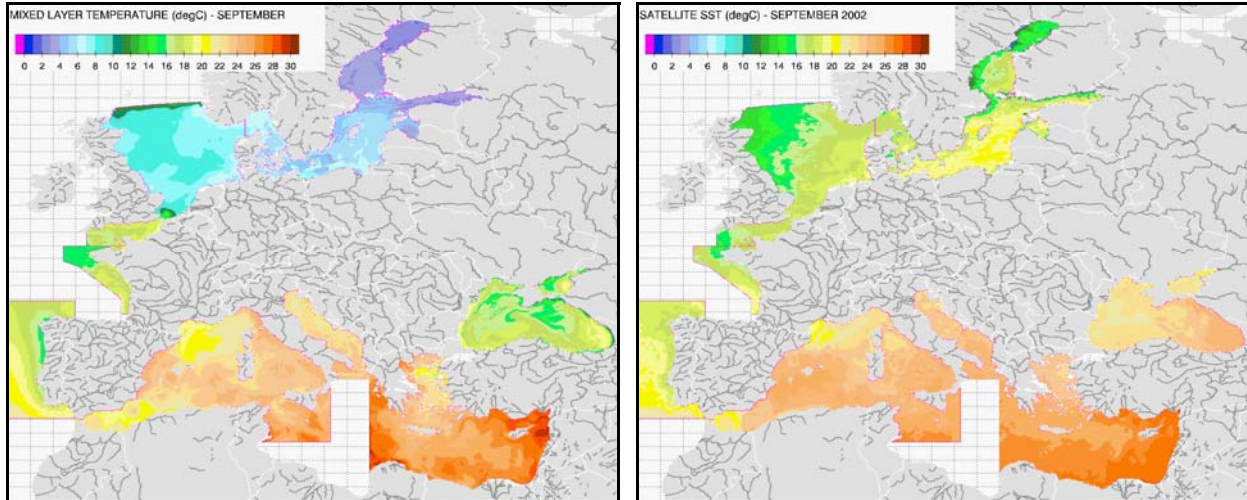 MIXED LAYER TEMPERATURE (degC) - SEPTEMBER
0 2 4 6 8 10 12 14 16 18 20 22 24 25 28 30
SATELLITE SST (degC) - SEPTEMBER 2002
0 2 4 6 8 10 12 14 16 18 20 22 24 25 28 30